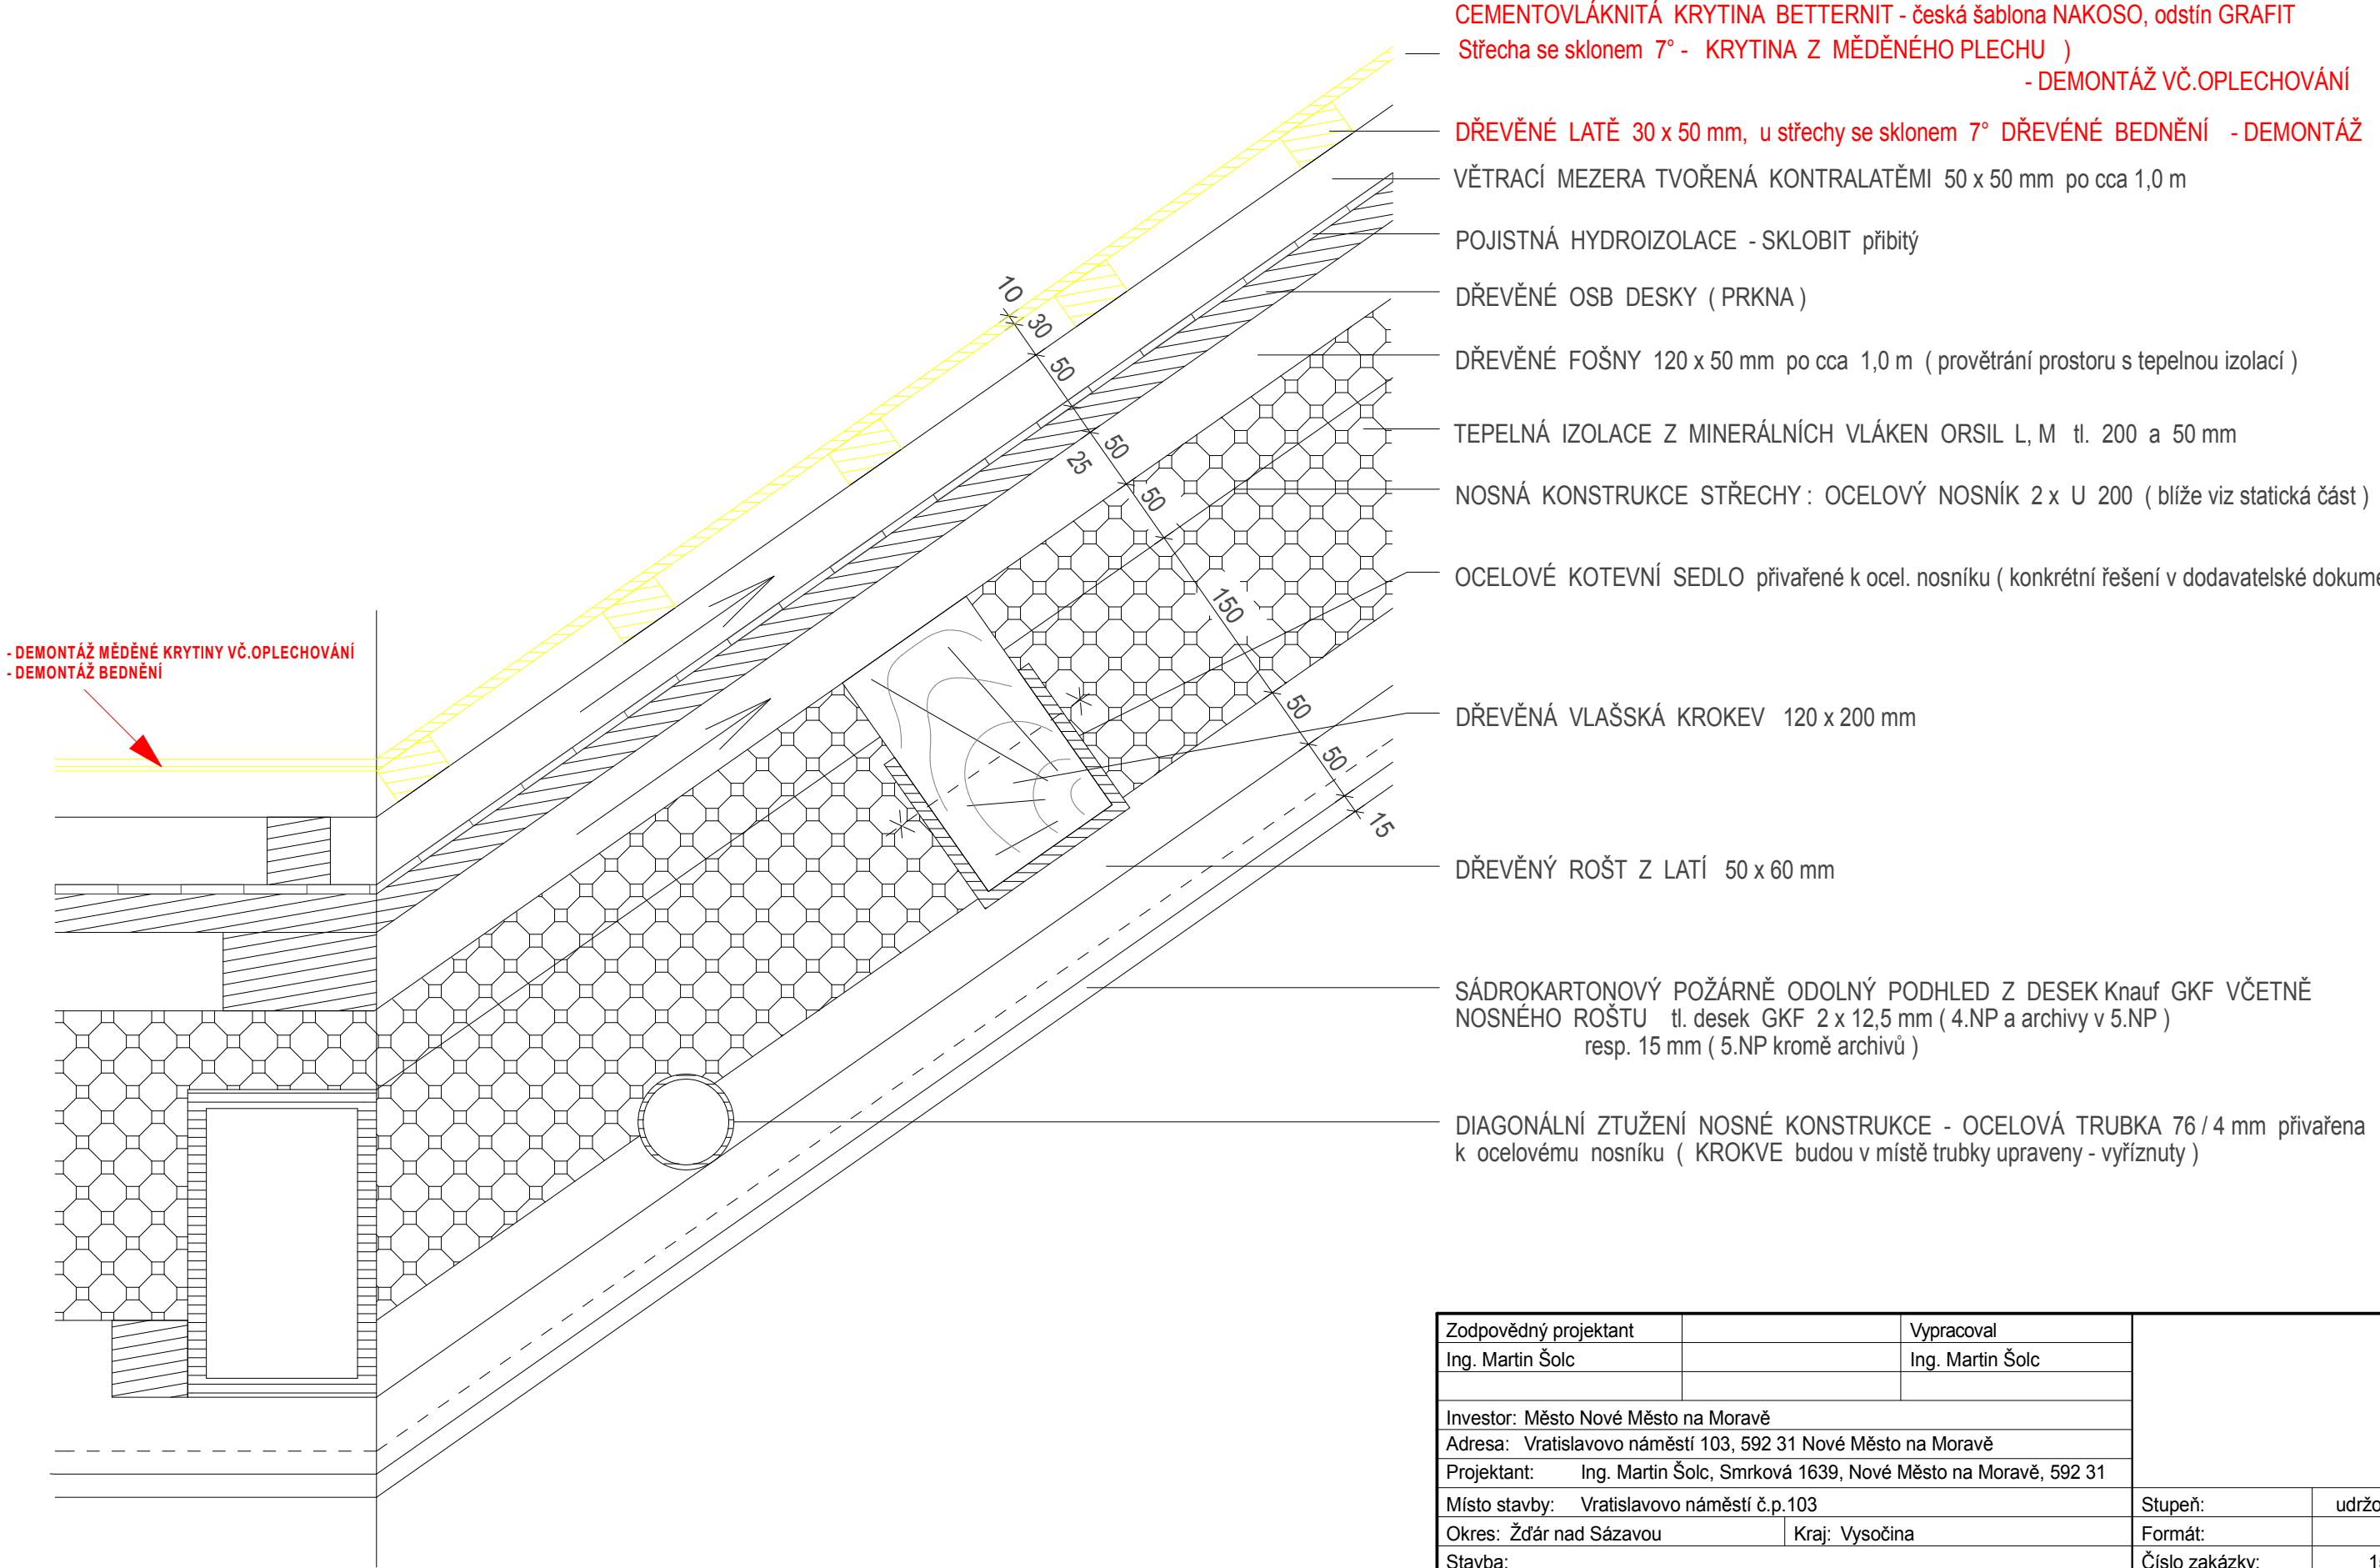 CEMENTOVLÁKNITÁ KRYTINA BETTERNIT - česká šablona NAKOSO, odstín GRAFIT
Střecha se sklonem 7° - KRYTINA Z MĚDĚNÉHO PLECHU )
- DEMONTÁŽ VČ.OPLECHOVÁNÍ
DŘEVĚNÉ LATĚ 30 x 50 mm, u střechy se sklonem 7° DŘEVÉNÉ BEDNĚNÍ - DEMONTÁŽ
VĚTRACÍ MEZERA TVOŘENÁ KONTRALATĚMI 50 x 50 mm po cca 1,0 m
POJISTNÁ HYDROIZOLACE - SKLOBIT přibitý
DŘEVĚNÉ OSB DESKY ( PRKNA )
DŘEVĚNÉ FOŠNY 120 x 50 mm po cca 1,0 m ( provětrání prostoru s tepelnou izolací )
TEPELNÁ IZOLACE Z MINERÁLNÍCH VLÁKEN ORSIL L, M tl. 200 a 50 mm
NOSNÁ KONSTRUKCE STŘECHY : OCELOVÝ NOSNÍK 2 x U 200 ( blíže viz statická část )
OCELOVÉ KOTEVNÍ SEDLO přivařené k ocel. nosníku ( konkrétní řešení v dodavatelské
DŘEVĚNÁ VLAŠSKÁ KROKEV 120 x 200 mm
DŘEVĚNÝ ROŠT Z LATÍ 50 x 60 mm
SÁDROKARTONOVÝ POŽÁRNĚ ODOLNÝ PODHLED Z DESEK Knauf GKF VČETNĚ
NOSNÉHO ROŠTU tl. desek GKF 2 x 12,5 mm ( 4.NP a archivy v 5.NP )
resp. 15 mm ( 5.NP kromě archivů )
DIAGONÁLNÍ ZTUŽENÍ NOSNÉ KONSTRUKCE - OCELOVÁ TRUBKA 76 / 4 mm přivařena
k ocelovému nosníku ( KROKVE budou v místě trubky upraveny - vyříznuty )
10
30
50
50
25
50
150
50
50
15
- DEMONTÁŽ MĚDĚNÉ KRYTINY VČ.OPLECHOVÁNÍ
- DEMONTÁŽ BEDNĚNÍ
Zodpovědný projektant Vypracoval
Ing. Martin Šolc Ing. Martin Šolc
Investor: Město Nové Město na Moravě
Adresa: Vratislavovo náměstí 103, 592 31 Nové Město na Moravě
Projektant: Ing. Martin Šolc, Smrková 1639, Nové Město na Moravě, 592 31
Místo stavby: Vratislavovo náměstí č.p.103 Stupeň:
Okres: Žďár nad Sázavou Kraj: Vysočina Formát:
Stavba: Číslo zakázky: